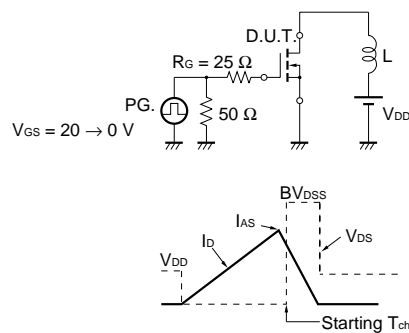 D.U.T.
RG = 25 Ω
L
PG.
50 Ω
VDD
VGS = 20 → 0 V
BVDSS
IAS
ID
VDS
VDD
Starting Tch